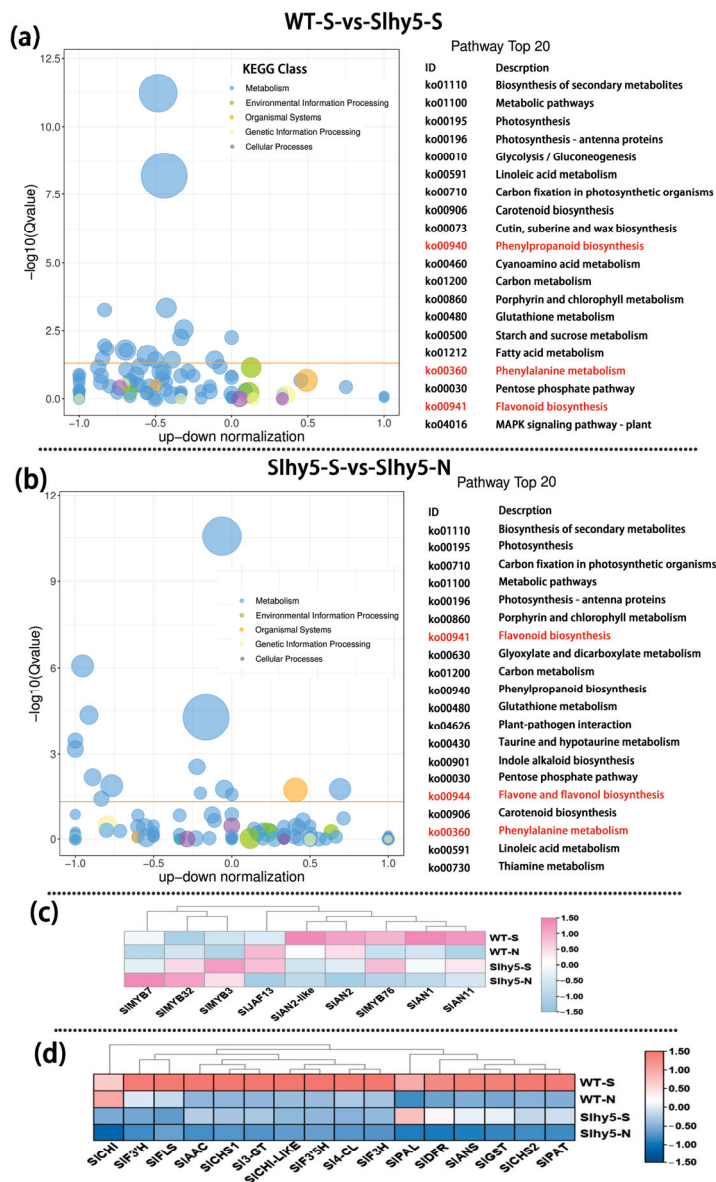 WT-S-vs-Slhy5-S
(a)
Pathway Top 20
12.5
10.0
7.5
5.0
2.5
0.0
−log10(Qvalue)
KEGG Class
Metabolism
Environmental Information Processing
Organismal Systems
Genetic Information Processing
Cellular Processes
−1.0 −0.5 0.0 0.5 1.0
up−down normalization
ID Descrption
ko01110 Biosynthesis of secondary metabolites
ko01100 Metabolic pathways
ko00195 Photosynthesis
ko00196 Photosynthesis - antenna proteins
ko00010 Glycolysis / Gluconeogenesis
ko00591 Linoleic acid metabolism
ko00710 Carbon fixation in photosynthetic organisms
ko00906 Carotenoid biosynthesis
ko00073 Cutin, suberine and wax biosynthesis
ko00940 Phenylpropanoid biosynthesis
ko00460 Cyanoamino acid metabolism
ko01200 Carbon metabolism
ko00860 Porphyrin and chlorophyll metabolism
ko00480 Glutathione metabolism
ko00500 Starch and sucrose metabolism
ko01212 Fatty acid metabolism
ko00360 Phenylalanine metabolism
ko00030 Pentose phosphate pathway
ko00941 Flavonoid biosynthesis
ko04016 MAPK signaling pathway - plant
Slhy5-S-vs-Slhy5-N
(b)
Pathway Top 20
12
9
6
3
0
−log10(Qvalue)
Metabolism
Environmental Information Processing
Organismal Systems
Genetic Information Processing
Cellular Processes
−1.0 −0.5 0.0 0.5 1.0
up−down normalization
ID Descrption
ko01110 Biosynthesis of secondary metabolites
ko00195 Photosynthesis
ko00710 Carbon fixation in photosynthetic organisms
ko01100 Metabolic pathways
ko00196 Photosynthesis - antenna proteins
ko00860 Porphyrin and chlorophyll metabolism
ko00941 Flavonoid biosynthesis
ko00630 Glyoxylate and dicarboxylate metabolism
ko01200 Carbon metabolism
ko00940 Phenylpropanoid biosynthesis
ko00480 Glutathione metabolism
ko04626 Plant-pathogen interaction
ko00430 Taurine and hypotaurine metabolism
ko00901 Indole alkaloid biosynthesis
ko00030 Pentose phosphate pathway
ko00944 Flavone and flavonol biosynthesis
ko00906 Carotenoid biosynthesis
ko00360 Phenylalanine metabolism
ko00591 Linoleic acid metabolism
ko00730 Thiamine metabolism
(c)
WT-S
WT-N
Slhy5-S
Slhy5-N
SlMYB7 SlMYB32 SlMYB3 SlJAF13 SlAN2-like SlAN2 SlMYB76 SlAN1 SlAN11
1.50
1.00
0.50
0.00
−0.50
−1.00
−1.50
(d)
WT-S
WT-N
Slhy5-S
Slhy5-N
SlCHI SlF3'H SlFLS SlAAC SlCHS1 Sl3-GT SlCHI-LIKE SlF3'5'H Sl4-CL SlF3H SlPAL SlDFR SlANS SlGST SlCHS2 SlPAT
1.50
1.00
0.50
0.00
−0.50
−1.00
−1.50